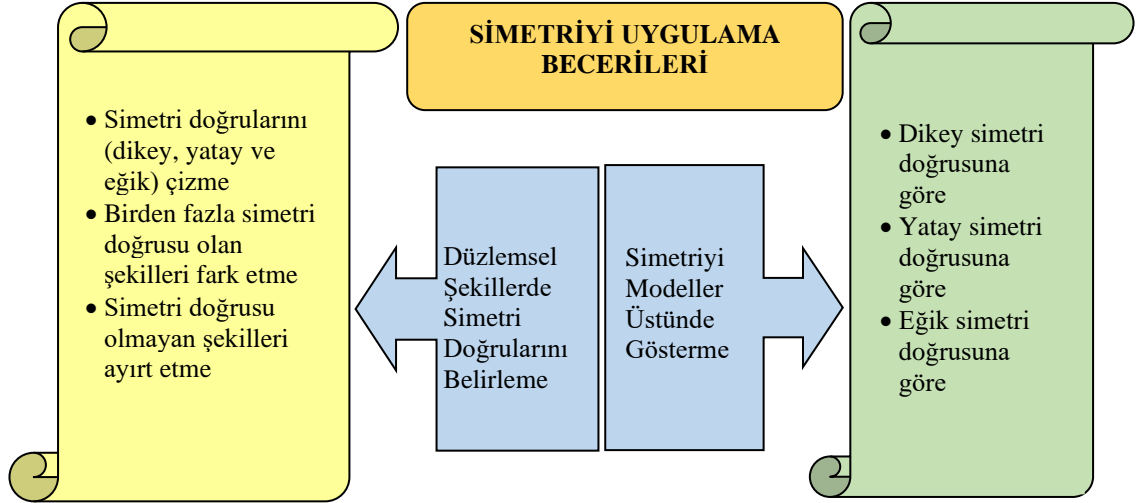 SİMETRİYİ UYGULAMA
BECERİLERİ
• Simetri doğrularını
(dikey, yatay ve
eğik) çizme
• Birden fazla simetri
doğrusu olan
şekilleri fark etme
• Simetri doğrusu
olmayan şekilleri
ayırt etme
Düzlemsel
Şekillerde
Simetri
Doğrularını
Belirleme
Simetriyi
Modeller
Üstünde
Gösterme
• Dikey simetri
doğrusuna
göre
• Yatay simetri
doğrusuna
göre
• Eğik simetri
doğrusuna
göre